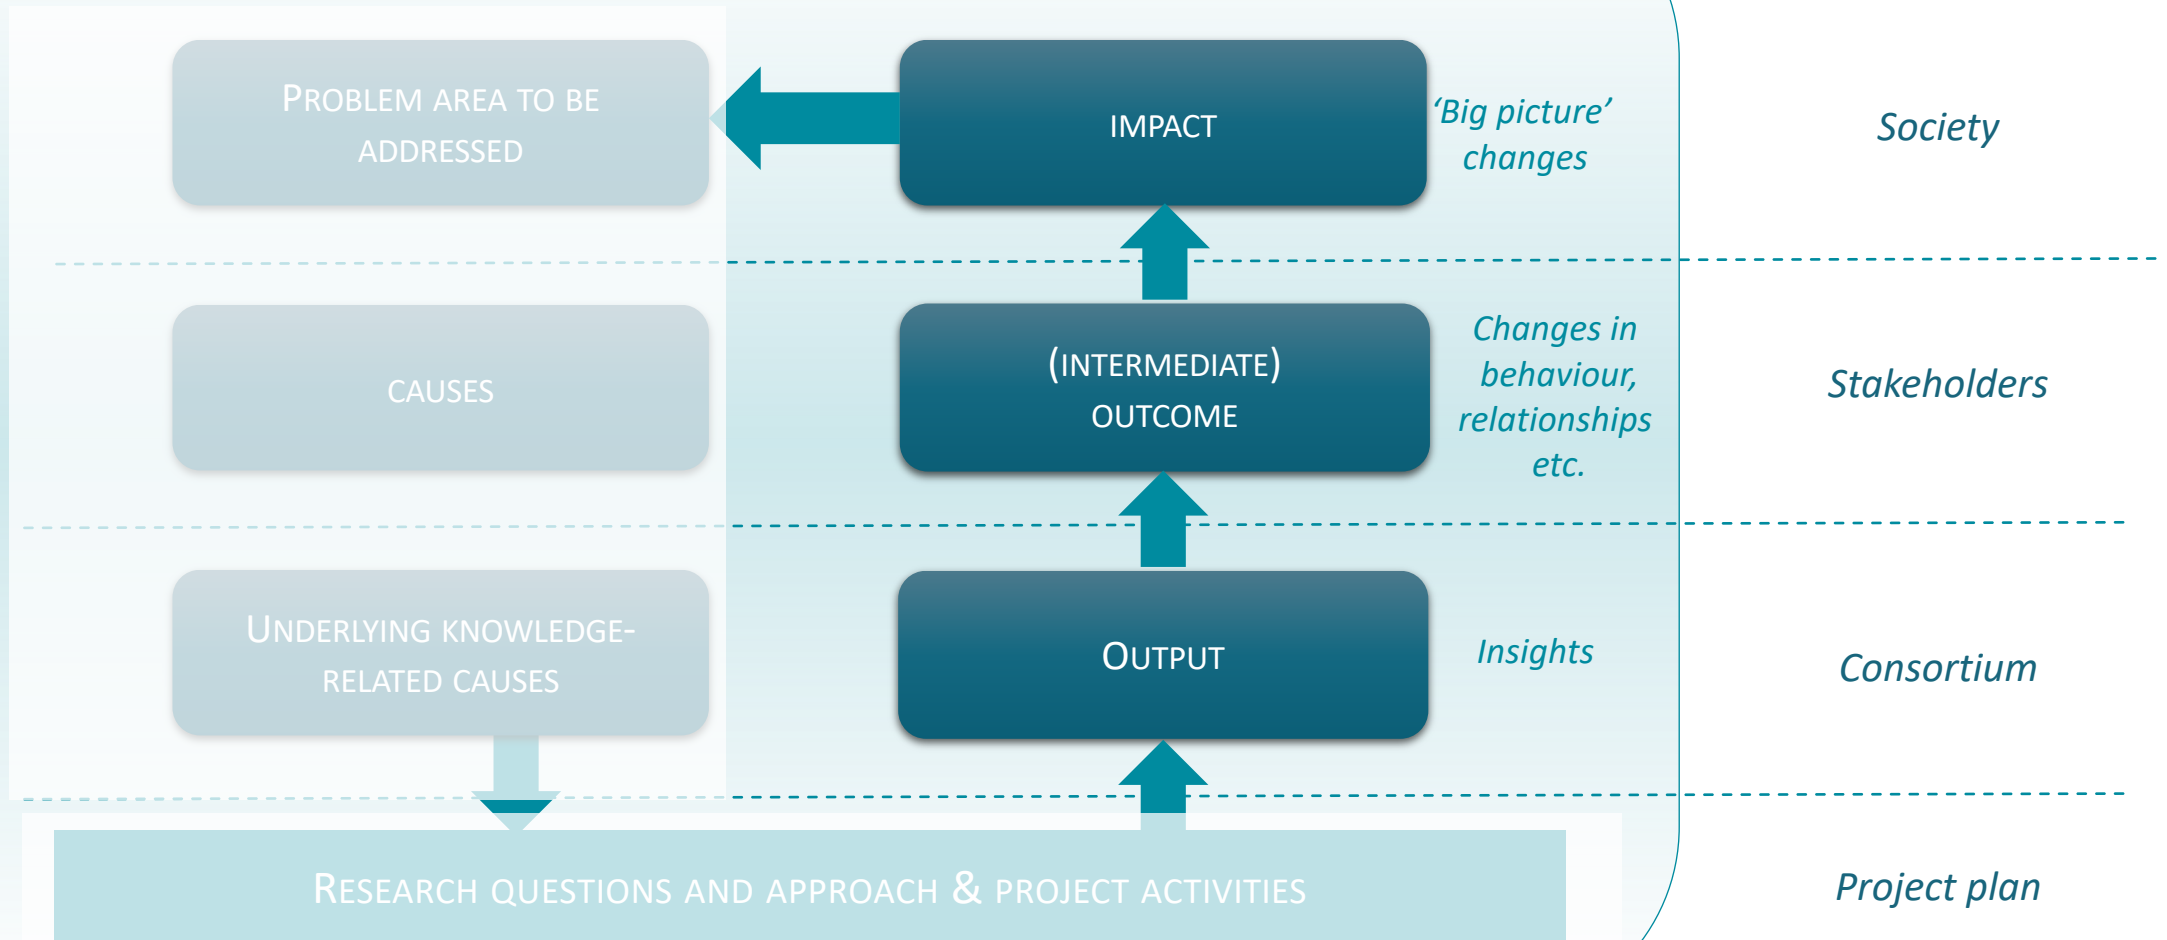 Problem area to be
addressed
impact
‘Big picture’
changes
Society
causes
(intermediate)
outcome
Changes in
behaviour,
relationships
etc.
Stakeholders
Underlying knowledge-
related causes
Output
Insights
Consortium
Research questions and approach & project activities
Project plan